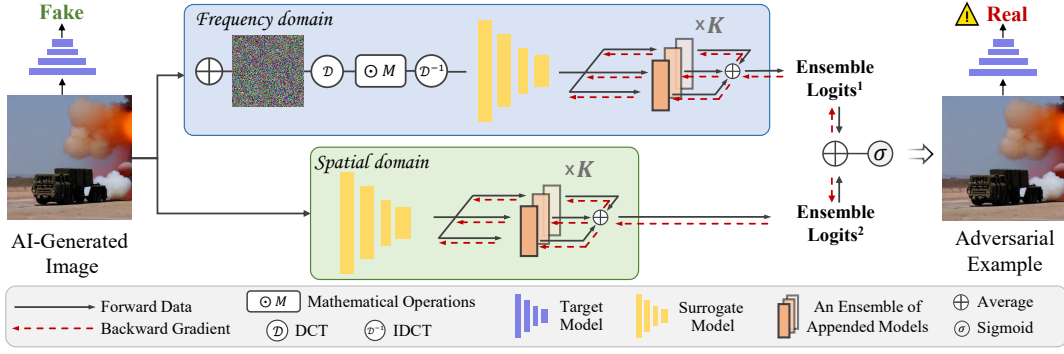 Fake
AI-Generated
Image
Frequency domain
𝒟
⊙ M
𝒟⁻¹
×K
Spatial domain
×K
Ensemble
Logits¹
σ
Ensemble
Logits²
! Real
Adversarial
Example
Forward Data
Backward Gradient
⊙ M Mathematical Operations
𝒟 DCT
𝒟⁻¹ IDCT
Target
Model
Surrogate
Model
An Ensemble of
Appended Models
Average
σ Sigmoid